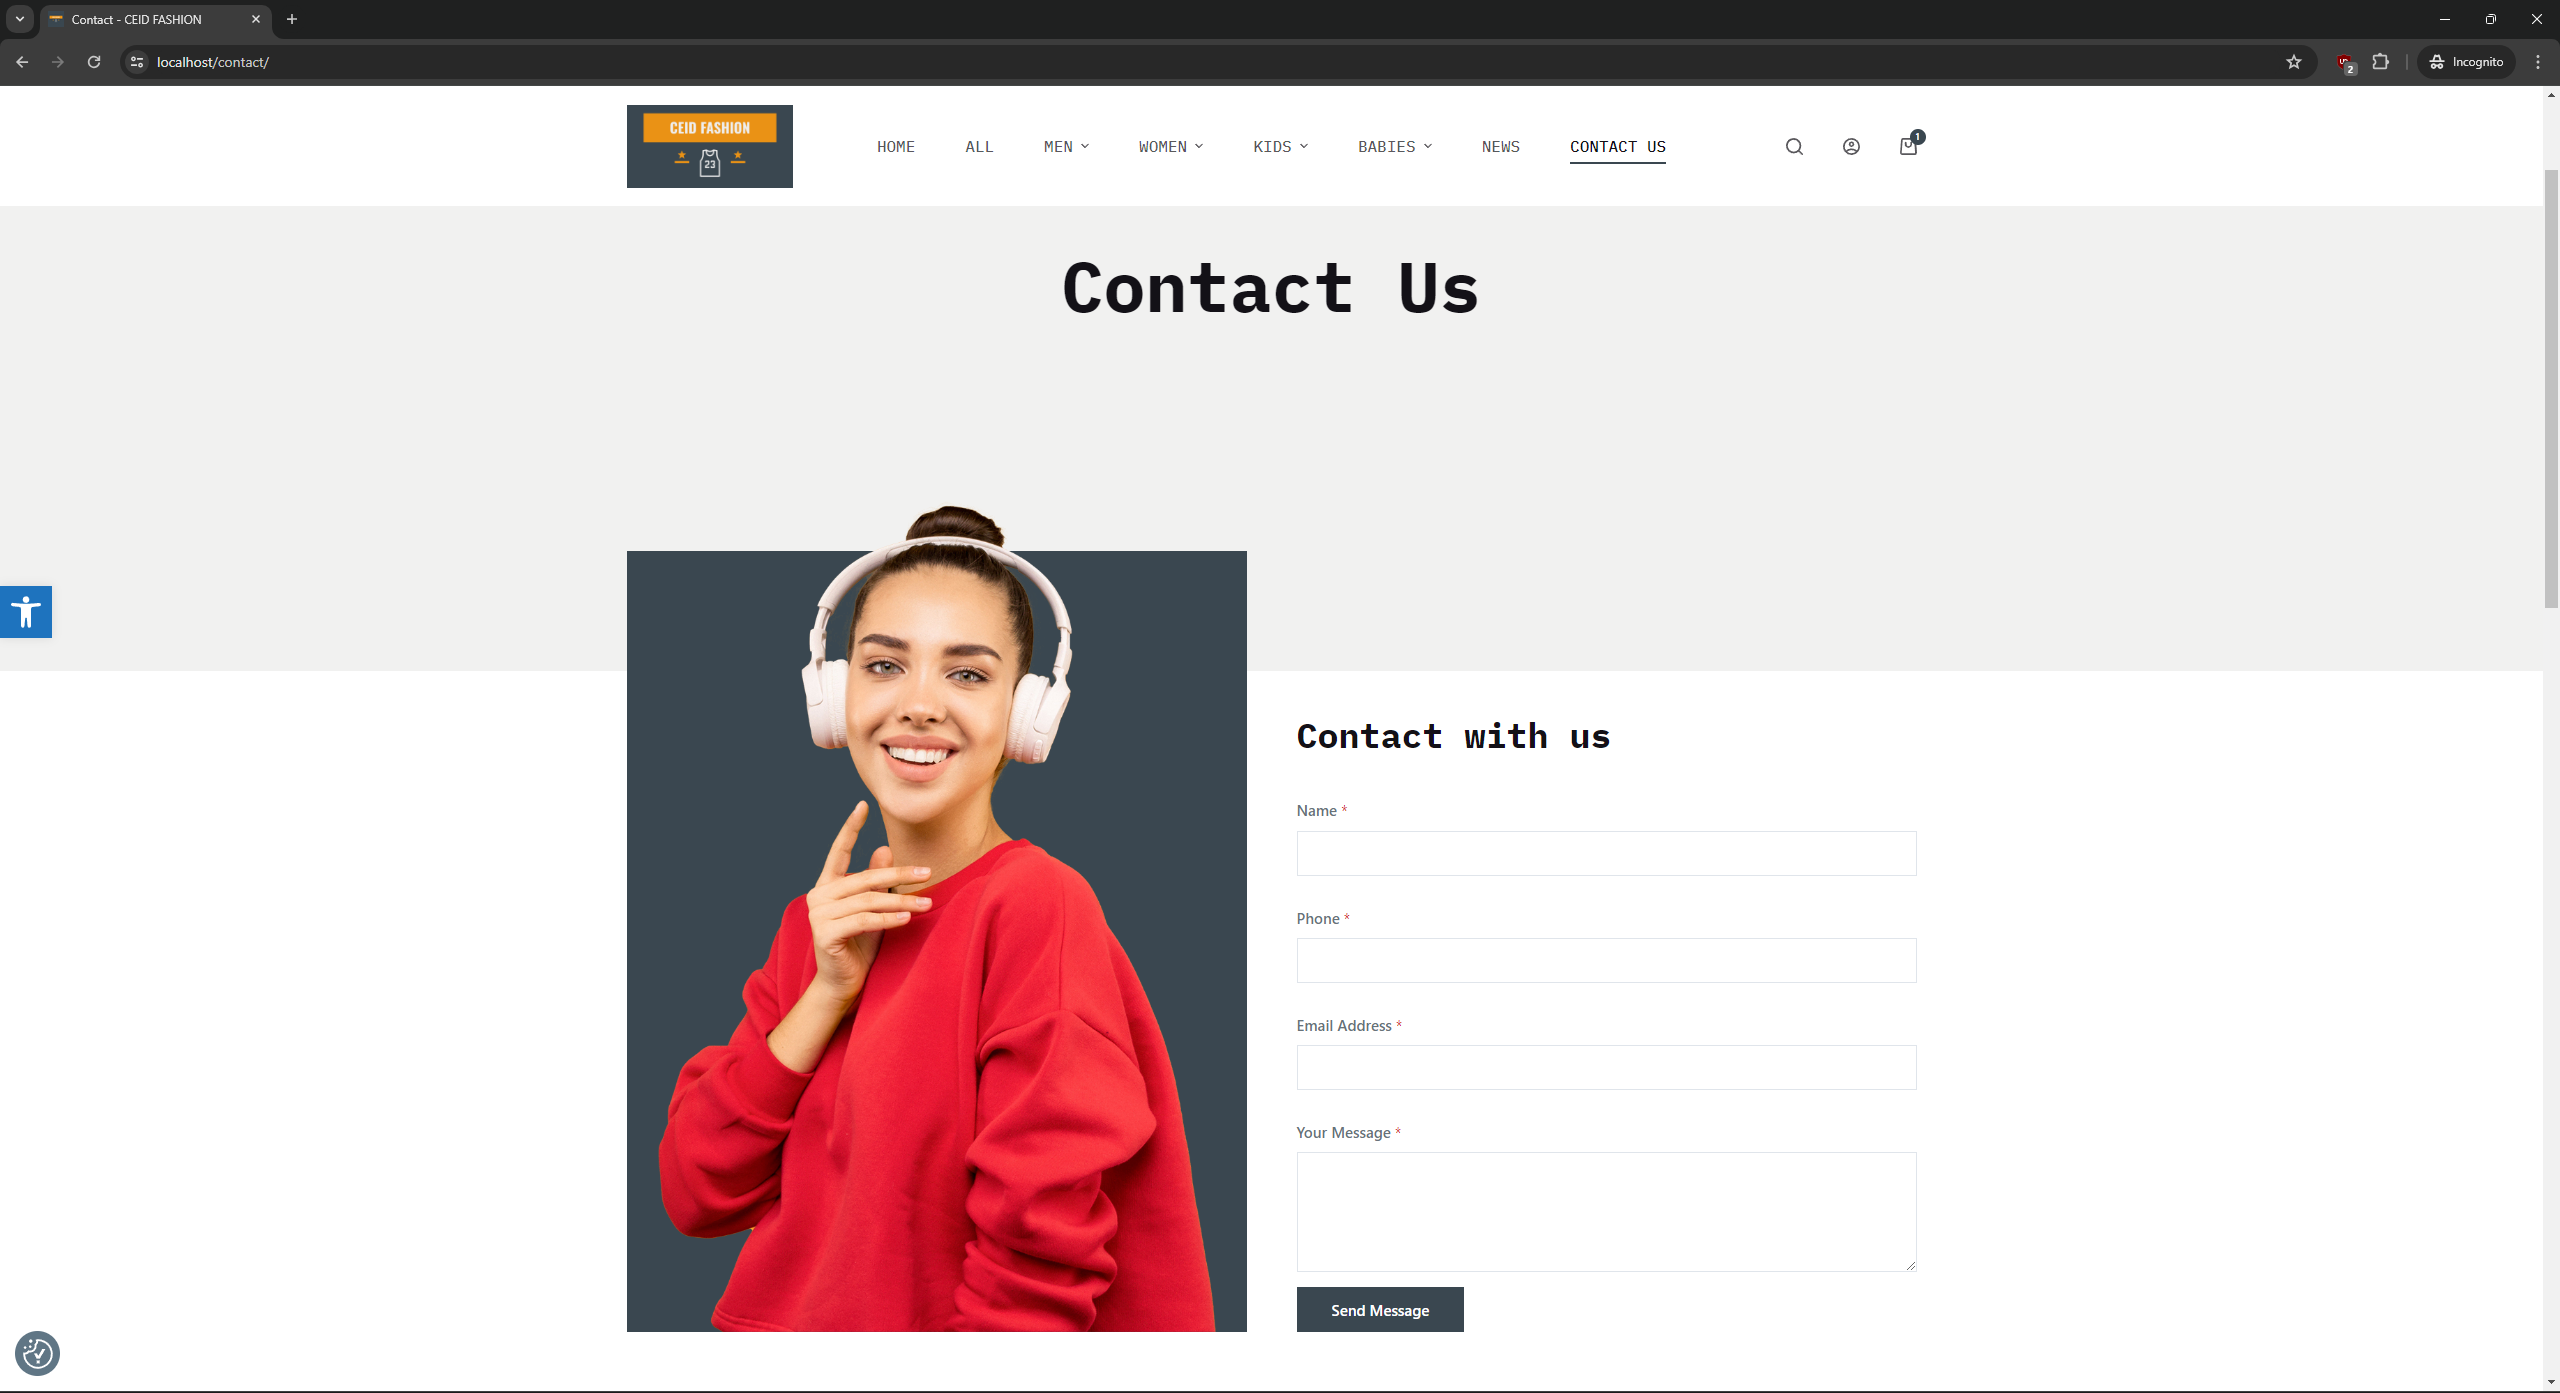 Contact - CEID FASHION
localhost/contact/
2
Incognito
CEID FASHION
23
HOME
ALL
MEN
WOMEN
KIDS
BABIES
NEWS
CONTACT US
1
Contact Us
Contact with us
Name *
Phone *
Email Address *
Your Message *
Send Message